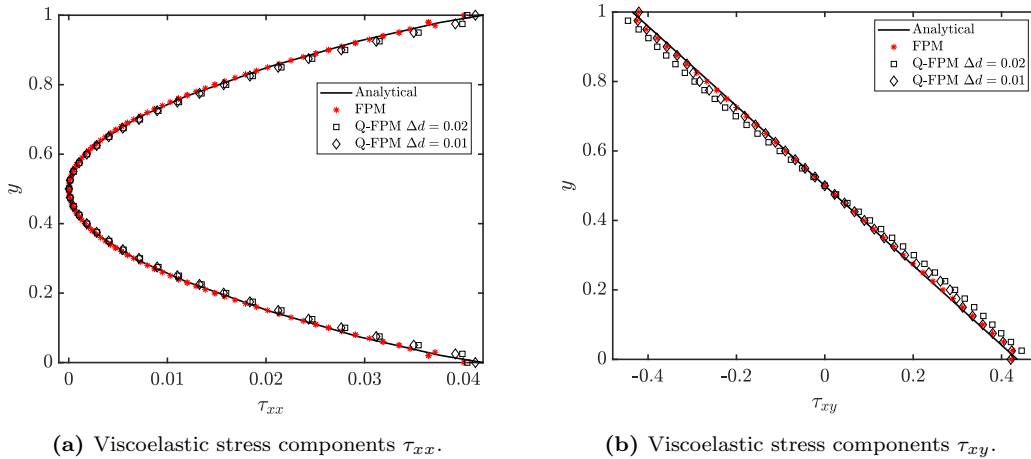 1
0.8
0.6
0.4
0.2
0
y
0 0.01 0.02 0.03 0.04
τxx
Analytical
FPM
Q-FPM Δd = 0.02
Q-FPM Δd = 0.01
(a) Viscoelastic stress components τxx.
1
0.8
0.6
0.4
0.2
0
y
-0.4 -0.2 0 0.2 0.4
τxy
Analytical
FPM
Q-FPM Δd = 0.02
Q-FPM Δd = 0.01
(b) Viscoelastic stress components τxy.